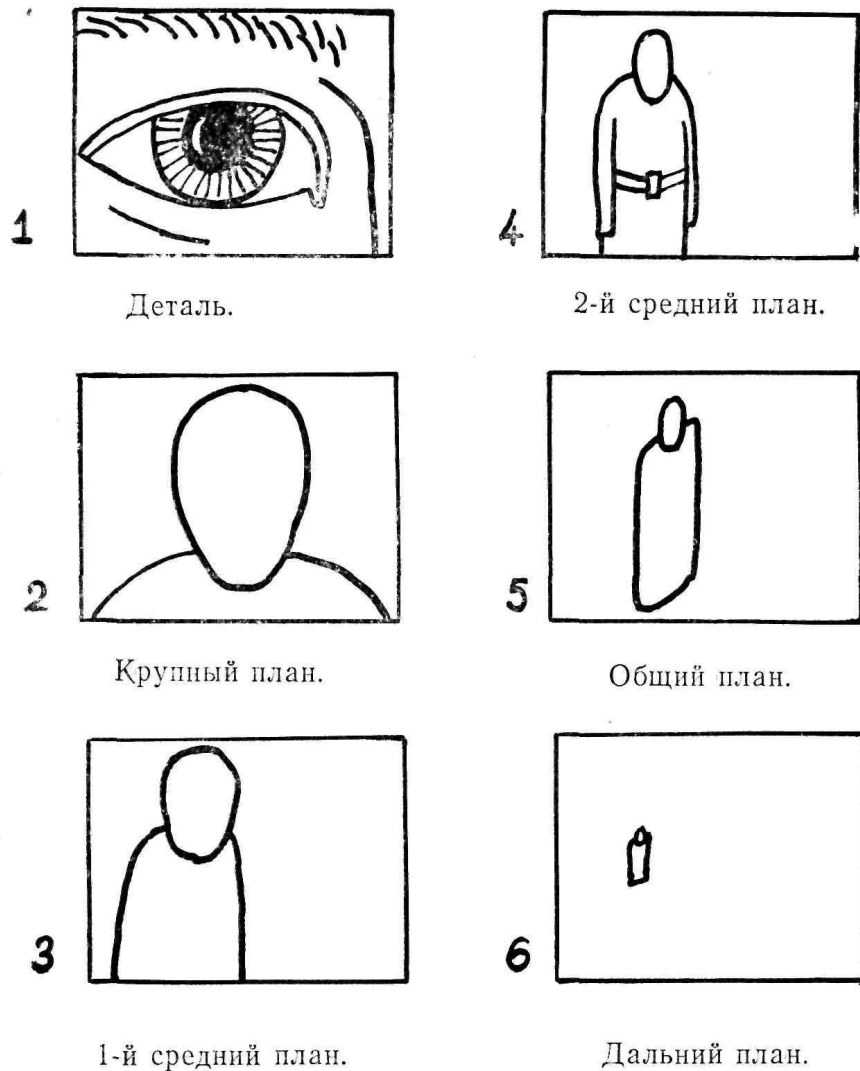 1
Деталь.
2
Крупный план.
3
1-й средний план.
4
2-й средний план.
5
Общий план.
6
Дальний план.